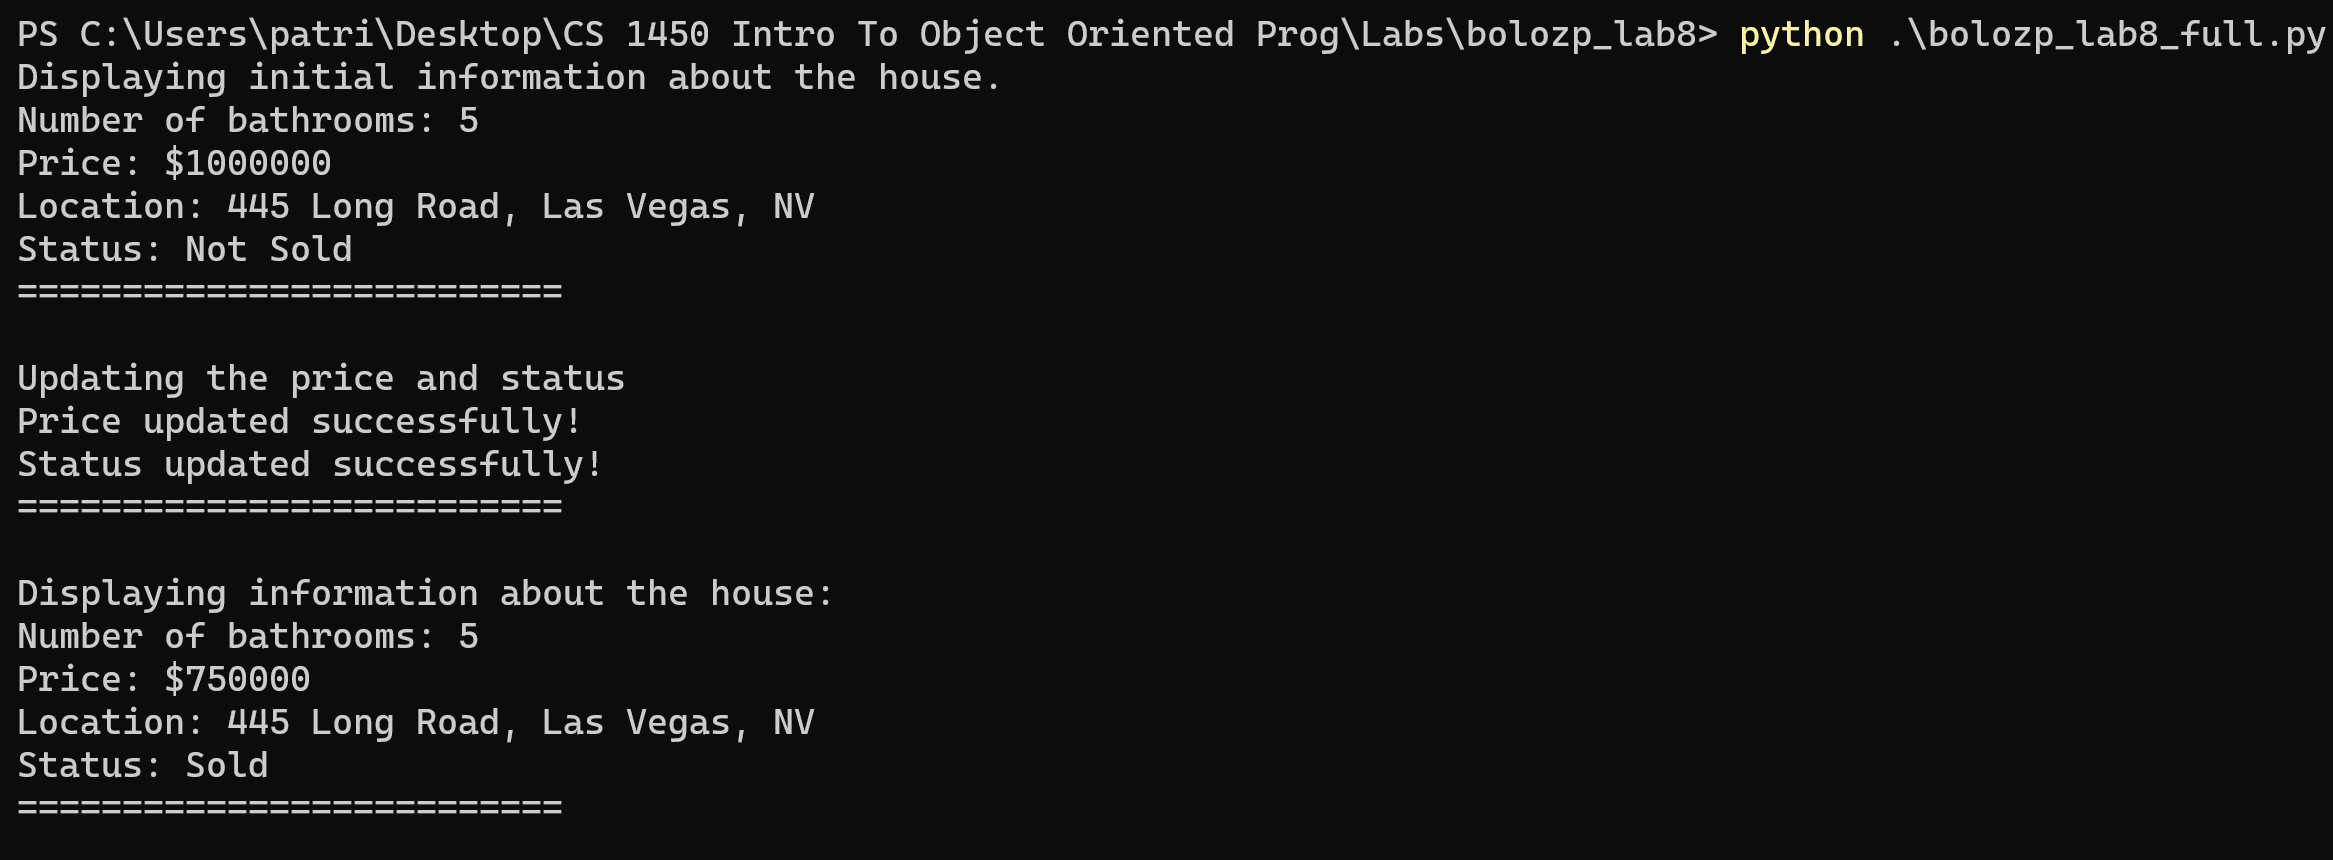 PS C:\Users\patri\Desktop\CS 1450 Intro To Object Oriented Prog\Labs\bolozp_lab8> python .\bolozp_lab8_full.py
Displaying initial information about the house.
Number of bathrooms: 5
Price: $1000000
Location: 445 Long Road, Las Vegas, NV
Status: Not Sold
==========================
Updating the price and status
Price updated successfully!
Status updated successfully!
==========================
Displaying information about the house:
Number of bathrooms: 5
Price: $750000
Location: 445 Long Road, Las Vegas, NV
Status: Sold
==========================